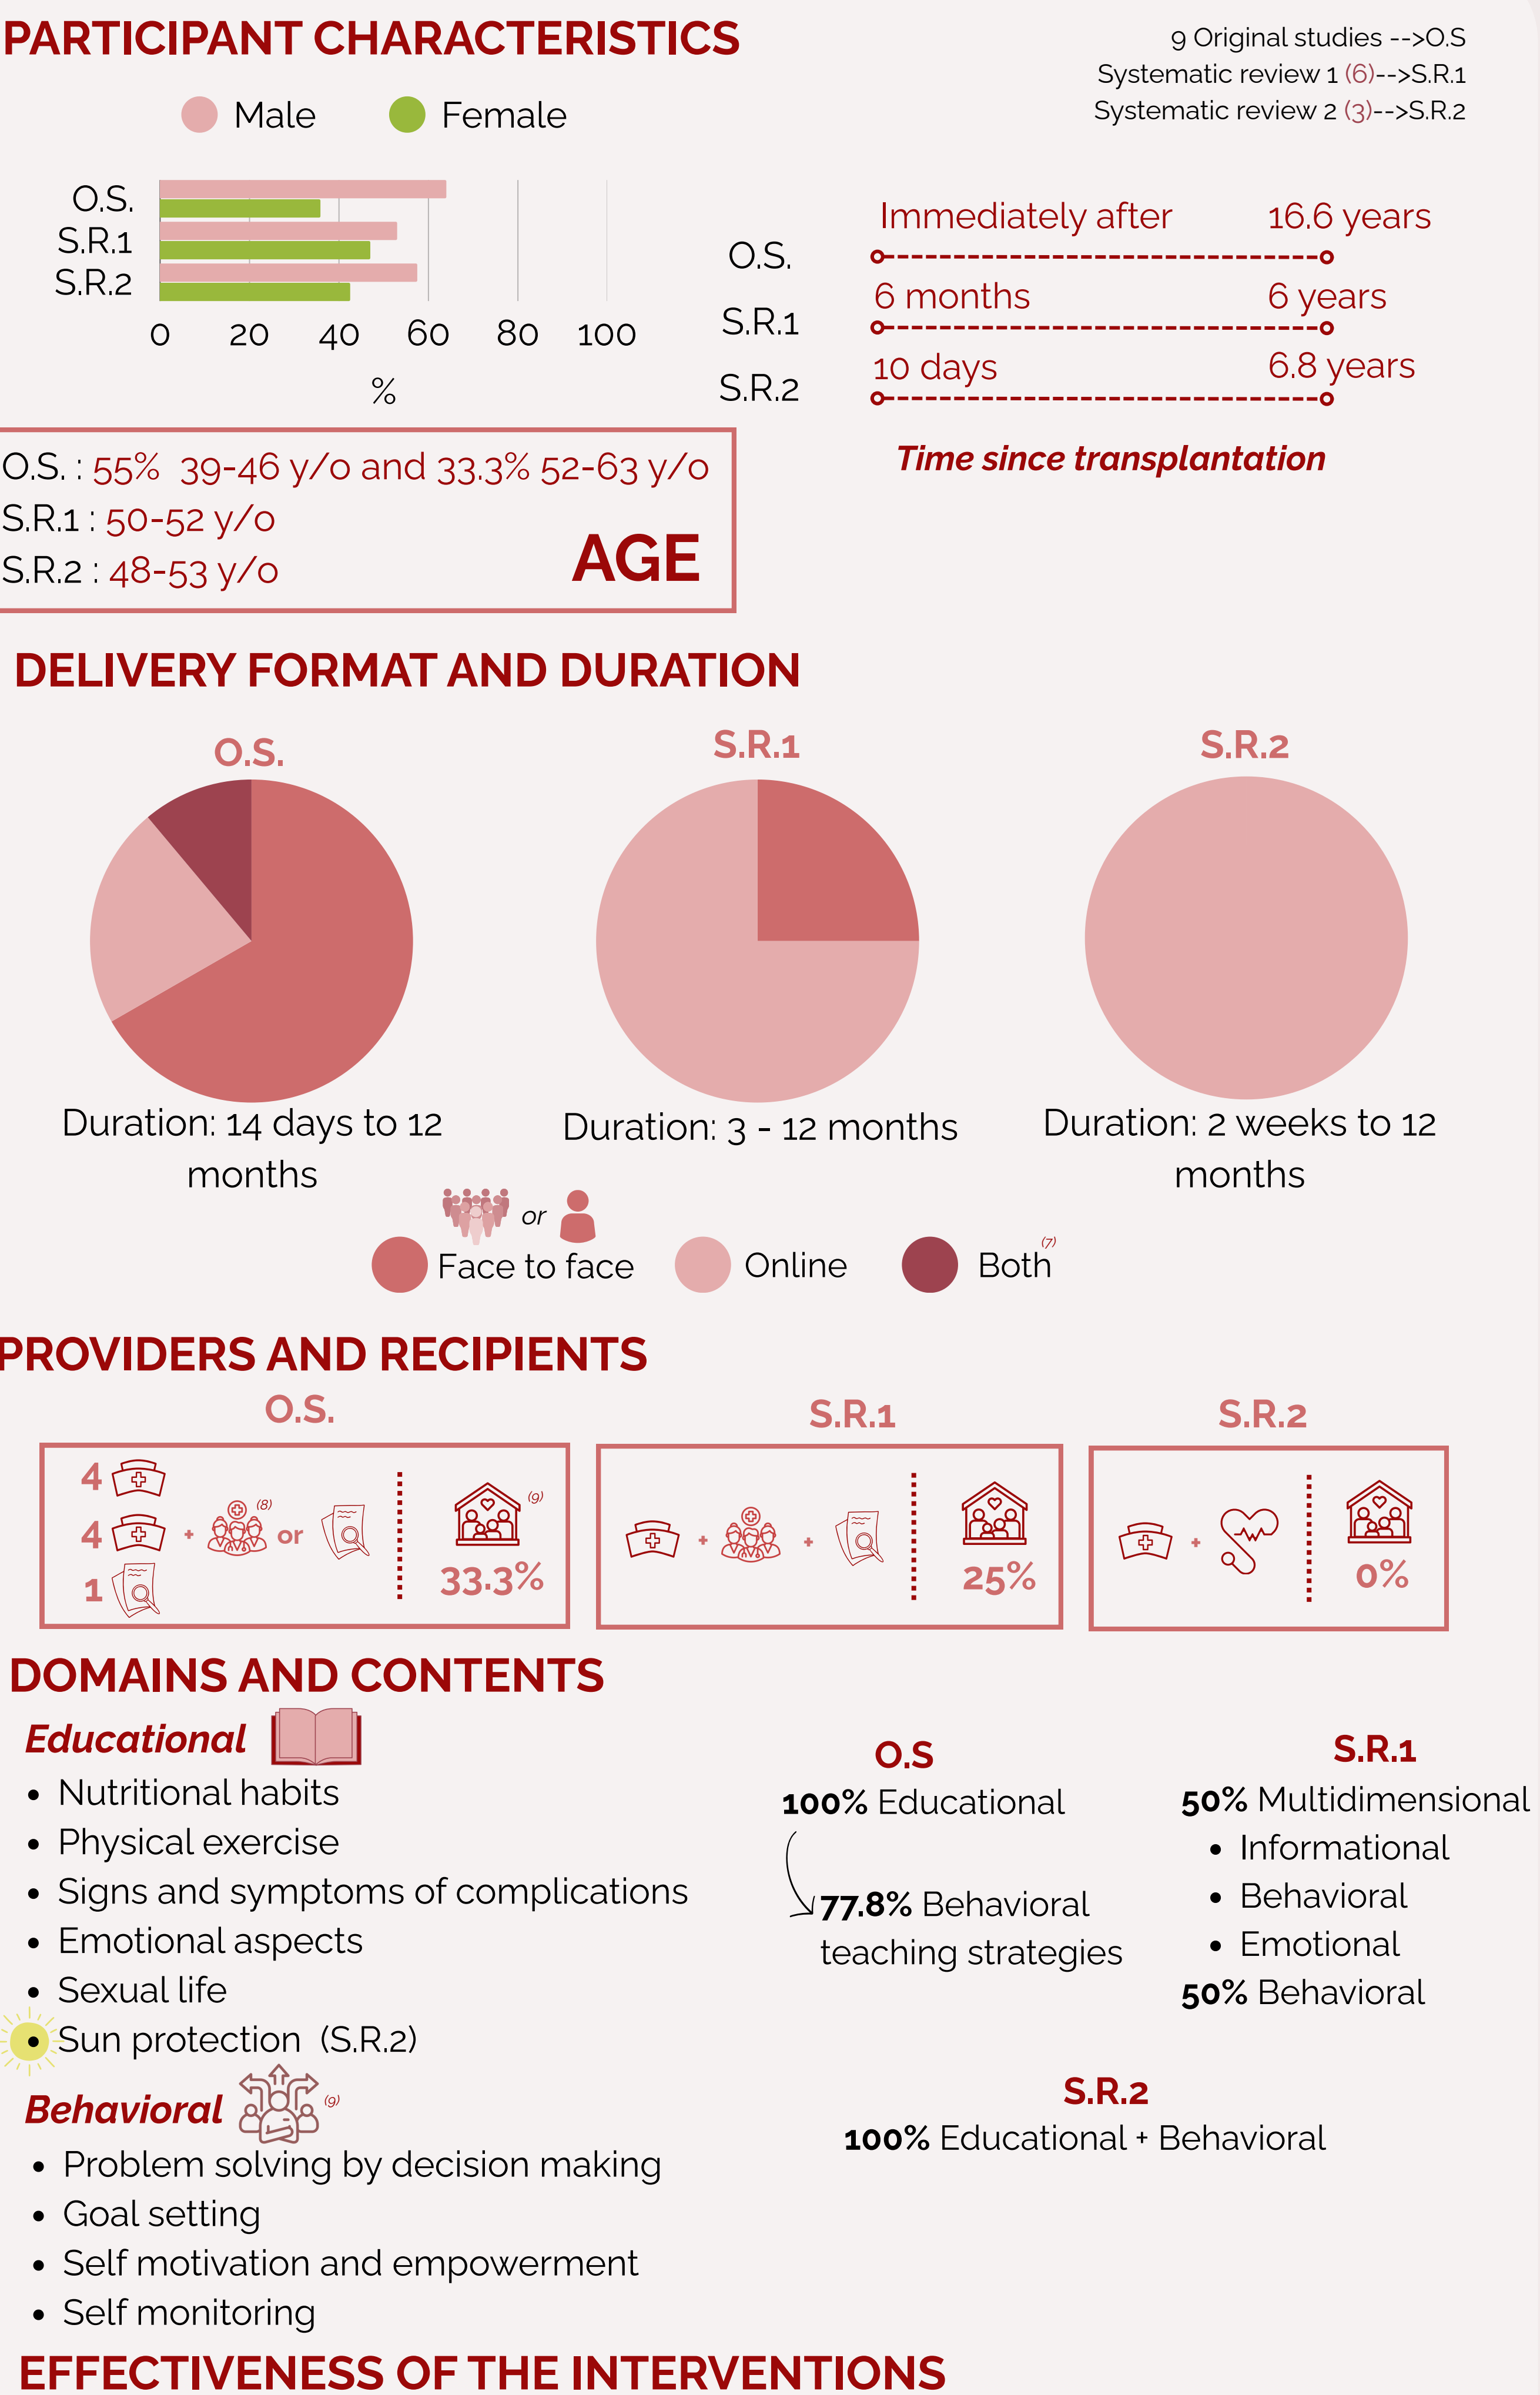 PARTICIPANT CHARACTERISTICS
9 Original studies -->O.S
Systematic review 1 (6)-->S.R.1
Systematic review 2 (3)-->S.R.2
Male
Female
O.S.
S.R.1
S.R.2
0 20 40 60 80 100
%
Immediately after 16.6 years
O.S.
6 months 6 years
S.R.1
10 days 6.8 years
S.R.2
Time since transplantation
O.S. : 55% 39-46 y/o and 33.3% 52-63 y/o
S.R.1 : 50-52 y/o
S.R.2 : 48-53 y/o
AGE
DELIVERY FORMAT AND DURATION
O.S.
S.R.1
S.R.2
Duration: 14 days to 12
months
Duration: 3 - 12 months
Duration: 2 weeks to 12
months
or
Face to face
Online
Both (7)
PROVIDERS AND RECIPIENTS
O.S.
4
4 + (8) or
1
(9)
33.3%
S.R.1
+ +
25%
S.R.2
+
0%
DOMAINS AND CONTENTS
Educational
• Nutritional habits
• Physical exercise
• Signs and symptoms of complications
• Emotional aspects
• Sexual life
• Sun protection (S.R.2)
Behavioral (9)
• Problem solving by decision making
• Goal setting
• Self motivation and empowerment
• Self monitoring
O.S
100% Educational
77.8% Behavioral
teaching strategies
S.R.1
50% Multidimensional
• Informational
• Behavioral
• Emotional
50% Behavioral
S.R.2
100% Educational + Behavioral
EFFECTIVENESS OF THE INTERVENTIONS